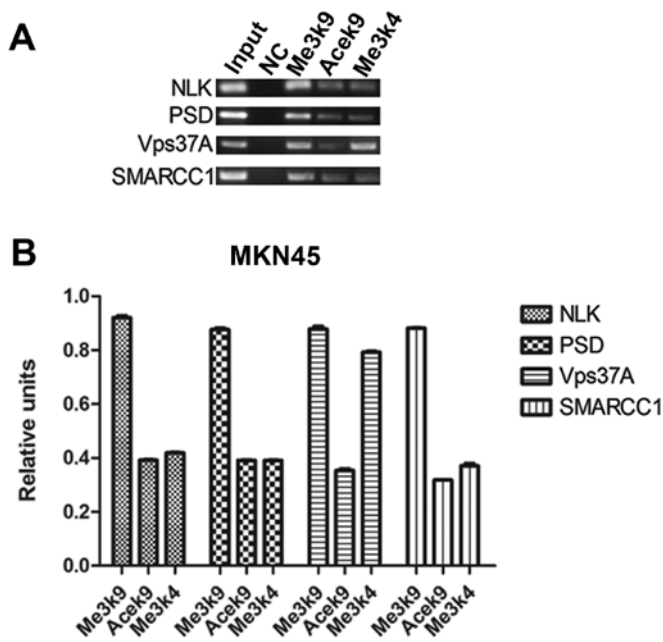 A
Input NC Me3k9 Acek9 Me3k4
NLK
PSD
Vps37A
SMARCC1
B
MKN45
Relative units
1.0
0.8
0.6
0.4
0.2
0.0
Me3k9 Acek9 Me3k4 Me3k9 Acek9 Me3k4 Me3k9 Acek9 Me3k4 Me3k9 Acek9 Me3k4
NLK
PSD
Vps37A
SMARCC1